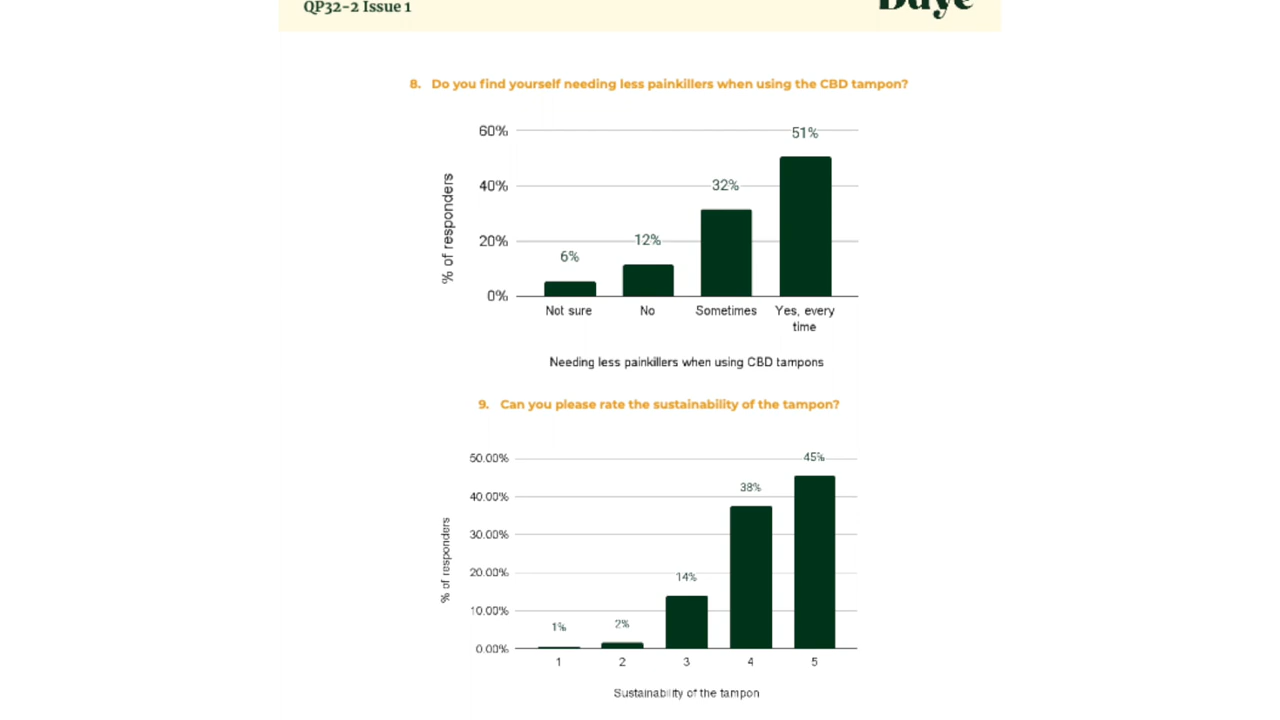 QP32-2 Issue 1
Daye
8. Do you find yourself needing less painkillers when using the CBD tampon?
60%
40%
20%
0%
% of responders
6%
12%
32%
51%
Not sure
No
Sometimes
Yes, every
time
Needing less painkillers when using CBD tampons
9. Can you please rate the sustainability of the tampon?
50.00%
40.00%
30.00%
20.00%
10.00%
0.00%
% of responders
1%
2%
14%
38%
45%
1
2
3
4
5
Sustainability of the tampon